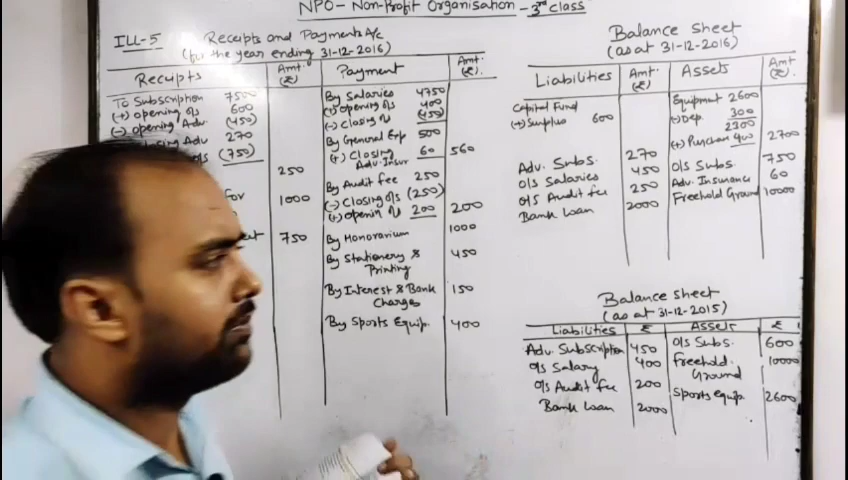 NPO - Non-Profit Organisation - 3rd class
ILL-5 Receipts and Payments A/c
(for the year ending 31-12-2016)
Receipts Amt. (₹) Payment Amt. (₹)
To Subscription 7500
(+) opening o/s 600
(-) opening Adv. (450)
closing Adv 270
o/s (750)
250
For 1000
750
By Salaries 4750
(+) opening o/s 400
(-) Closing o/s (450)
By General Exp 500
(+) Closing Adv. Insur 60 560
By Audit fee 250
(-) Closing o/s (250)
(+) opening o/s 200 200
By Honorarium 1000
By Stationery & Printing 450
By Interest & Bank Charges 150
By Sports Equip. 400
Balance Sheet
(as at 31-12-2016)
Liabilities Amt (₹) Assets Amt (₹)
Capital Fund
(+) Surplus 600
Adv. Subs. 270
o/s Salaries 450
o/s Audit fee 250
Bank Loan 2000
Equipment 2600
(-) Dep. 300
2300
(+) Purchase 400 2700
o/s Subs. 750
Adv. Insurance 60
Freehold Ground 10000
Balance Sheet
(as at 31-12-2015)
Liabilities ₹ Assets ₹
Adv. Subscription 450
o/s Salary 400
o/s Audit fee 200
Bank Loan 2000
o/s Subs. 600
freehold. Ground 10000
Sports Equip. 2600